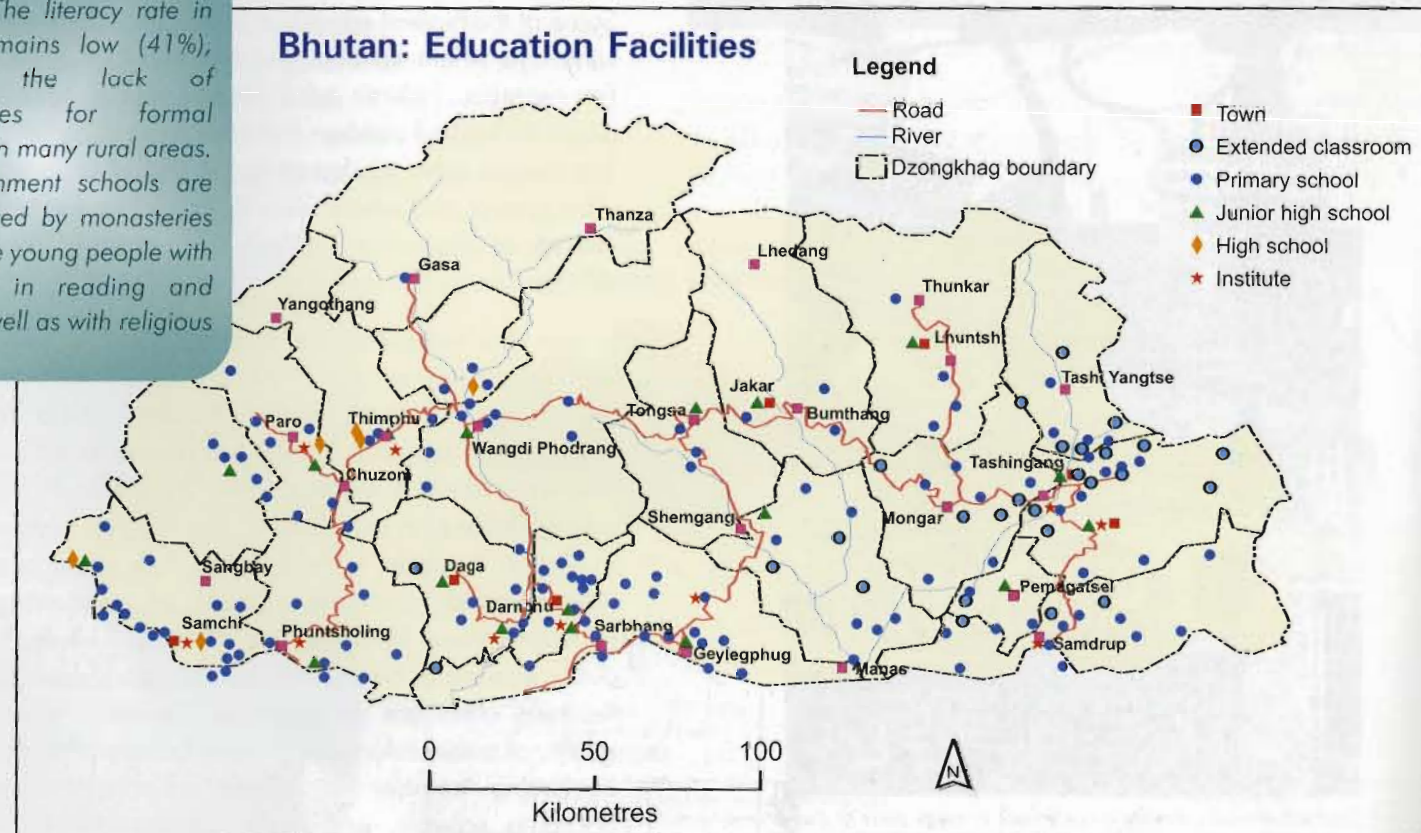 The literacy rate in
mains low (41%),
the lack of
es for formal
n many rural areas.
nment schools are
ed by monasteries
e young people with
in reading and
vell as with religious
Bhutan: Education Facilities
Legend
Road
River
Dzongkhag boundary
Town
Extended classroom
Primary school
Junior high school
High school
Institute
Thanza
Lhedang
Gasa
Thunkar
Yangothang
Lhuntshi
Tashi Yangtse
Jakar
Tongsa
Bumthang
Paro
Thimphu
Wangdi Phodrang
Tashingang
Chuzom
Shemgang
Mongar
Sangbay
Daga
Pemagatsel
Samchi
Phuntsholing
Sarbhang
Geylegphug
Manas
Samdrup
0 50 100
Kilometres
N